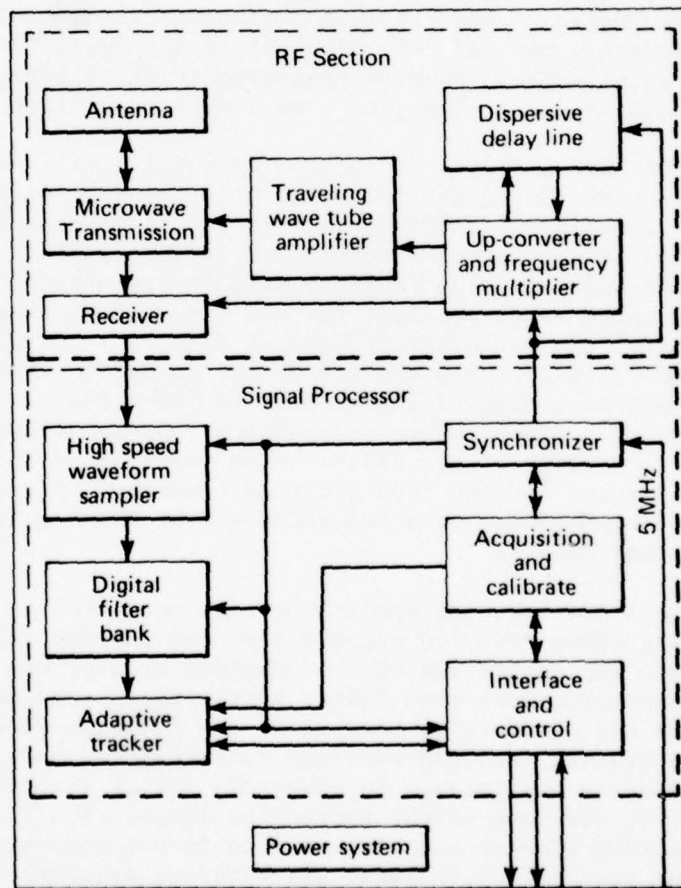 RF Section
Antenna
Dispersive
delay line
Traveling
wave tube
amplifier
Microwave
Transmission
Up-converter
and frequency
multiplier
Receiver
Signal Processor
High speed
waveform
sampler
Synchronizer
5 MHz
Acquisition
and
calibrate
Digital
filter
bank
Interface
and
control
Adaptive
tracker
Power system